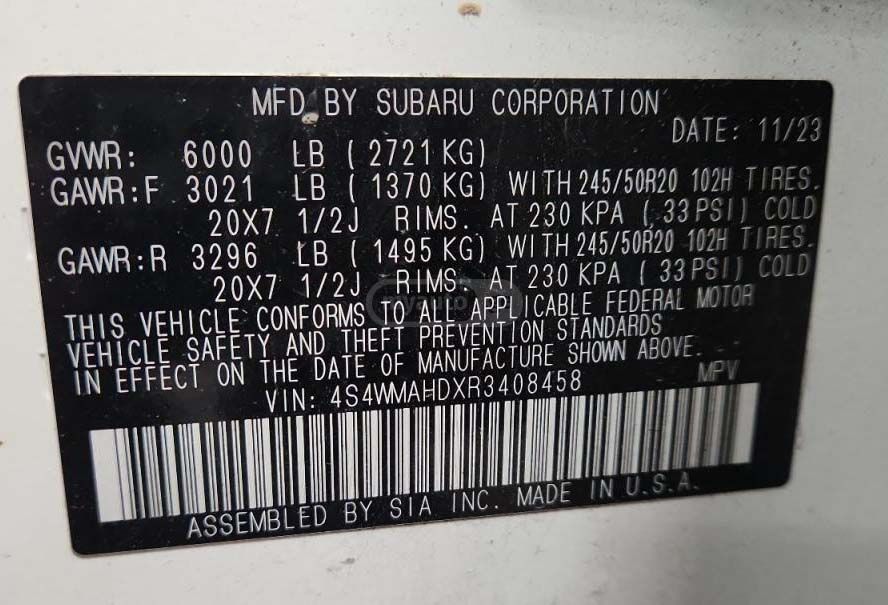 MFD BY SUBARU CORPORATION
DATE: 11/23
GVWR: 6000 LB ( 2721 KG)
GAWR:F 3021 LB ( 1370 KG) WITH 245/50R20 102H TIRES.
20X7 1/2J RIMS. AT 230 KPA ( 33 PSI) COLD
GAWR:R 3296 LB ( 1495 KG) WITH 245/50R20 102H TIRES.
20X7 1/2J RIMS. AT 230 KPA ( 33 PSI) COLD
myauto
THIS VEHICLE CONFORMS TO ALL APPLICABLE FEDERAL MOTOR
VEHICLE SAFETY AND THEFT PREVENTION STANDARDS
IN EFFECT ON THE DATE OF MANUFACTURE SHOWN ABOVE.
VIN: 4S4WMAHDXR3408458 MPV
ASSEMBLED BY SIA INC. MADE IN U.S.A.